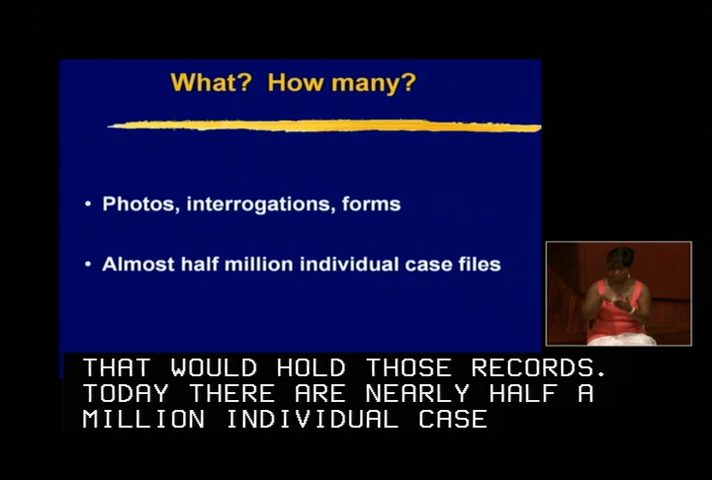 What? How many?
• Photos, interrogations, forms
• Almost half million individual case files
THAT WOULD HOLD THOSE RECORDS.
TODAY THERE ARE NEARLY HALF A
MILLION INDIVIDUAL CASE